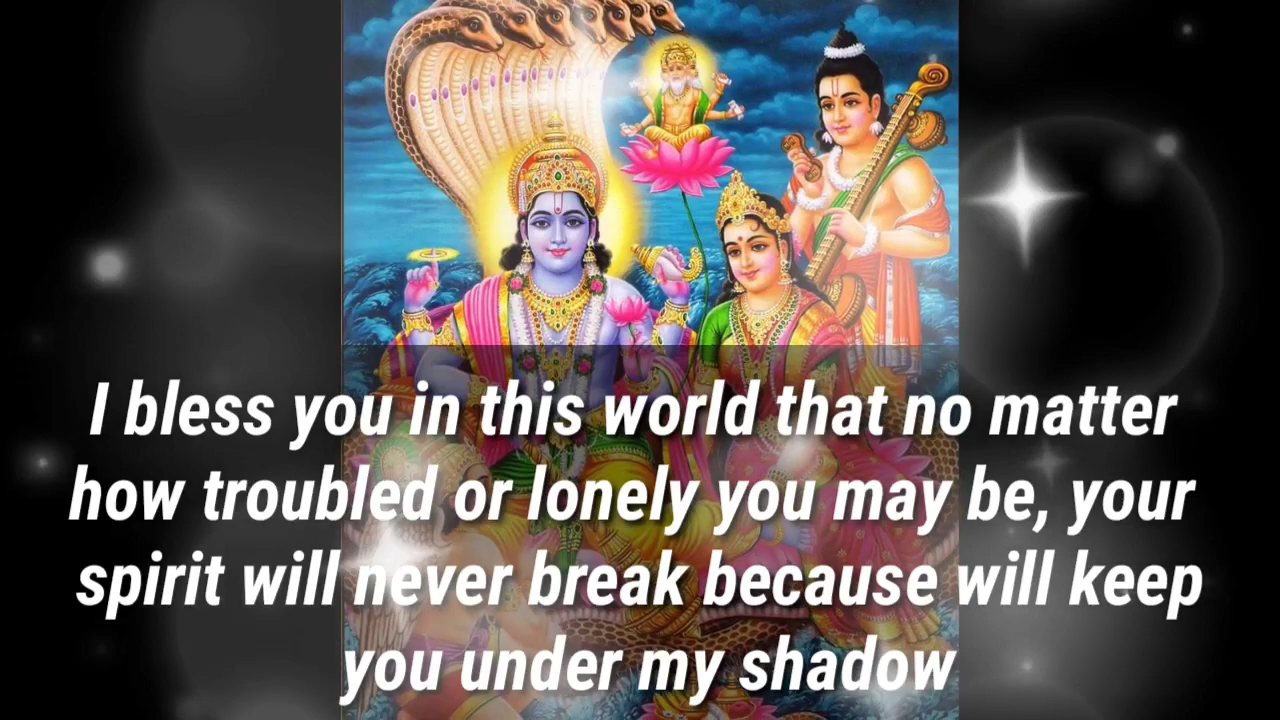 I bless you in this world that no matter
how troubled or lonely you may be, your
spirit will never break because will keep
you under my shadow